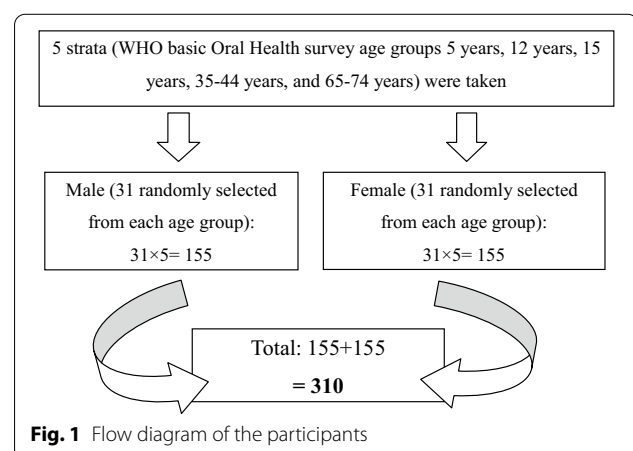 5 strata (WHO basic Oral Health survey age groups 5 years, 12 years, 15
years, 35-44 years, and 65-74 years) were taken
Male (31 randomly selected
from each age group):
31×5= 155
Female (31 randomly selected
from each age group):
31×5= 155
Total: 155+155
= 310
Fig. 1 Flow diagram of the participants